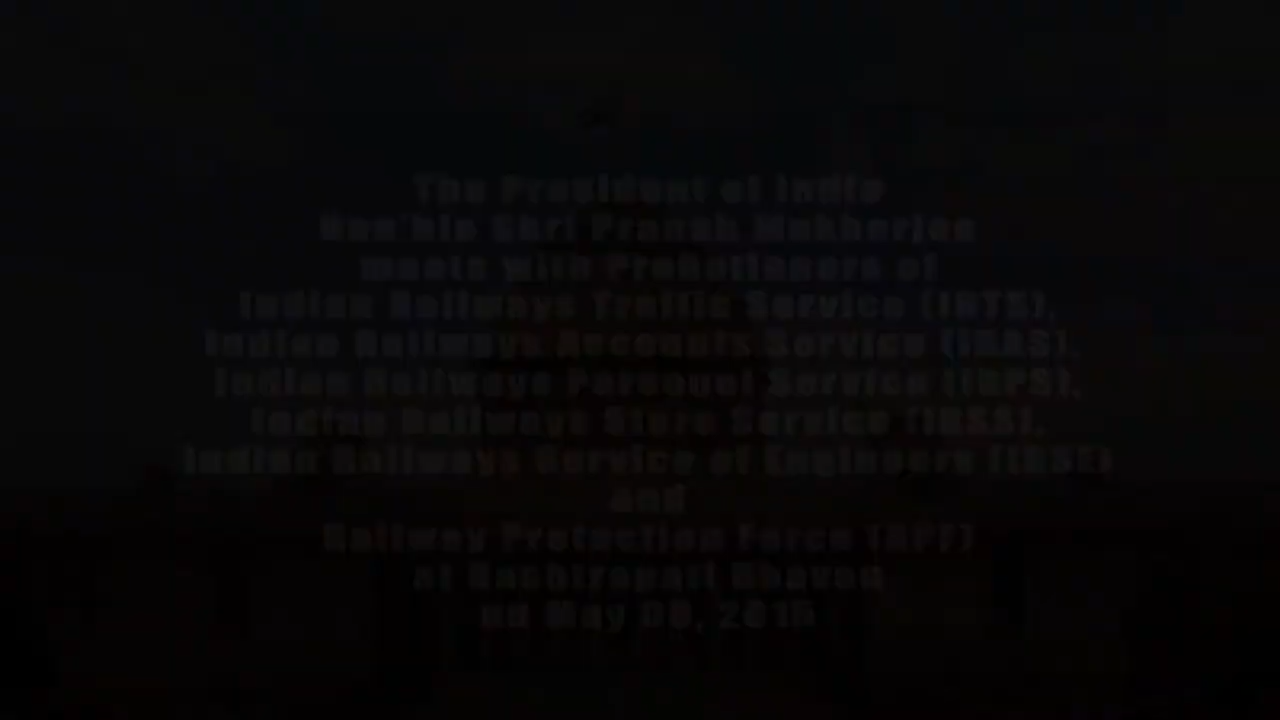 The President of India
Hon'ble Shri Pranab Mukherjee
meets with Probationers of
Indian Railways Traffic Service (IRTS),
Indian Railways Accounts Service (IRAS),
Indian Railways Personnel Service (IRPS),
Indian Railways Store Service (IRSS),
Indian Railways Service of Engineers (IRSE)
and
Railway Protection Force (RPF)
at Rashtrapati Bhavan
on May